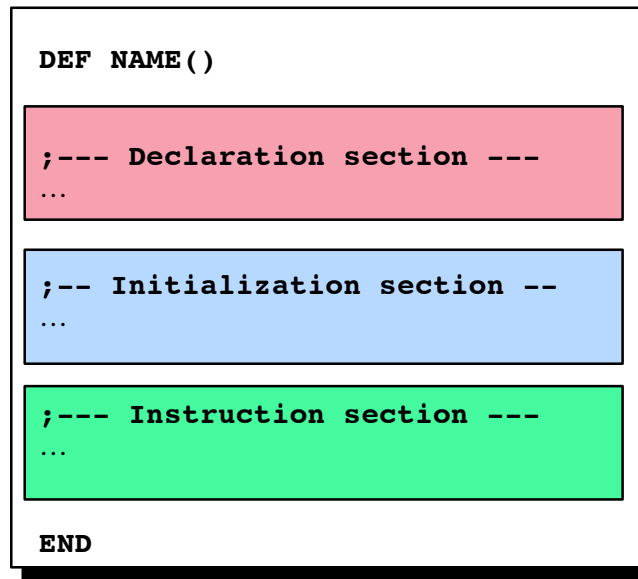 DEF NAME()
;--- Declaration section ---
...
;-- Initialization section --
...
;--- Instruction section ---
...
END